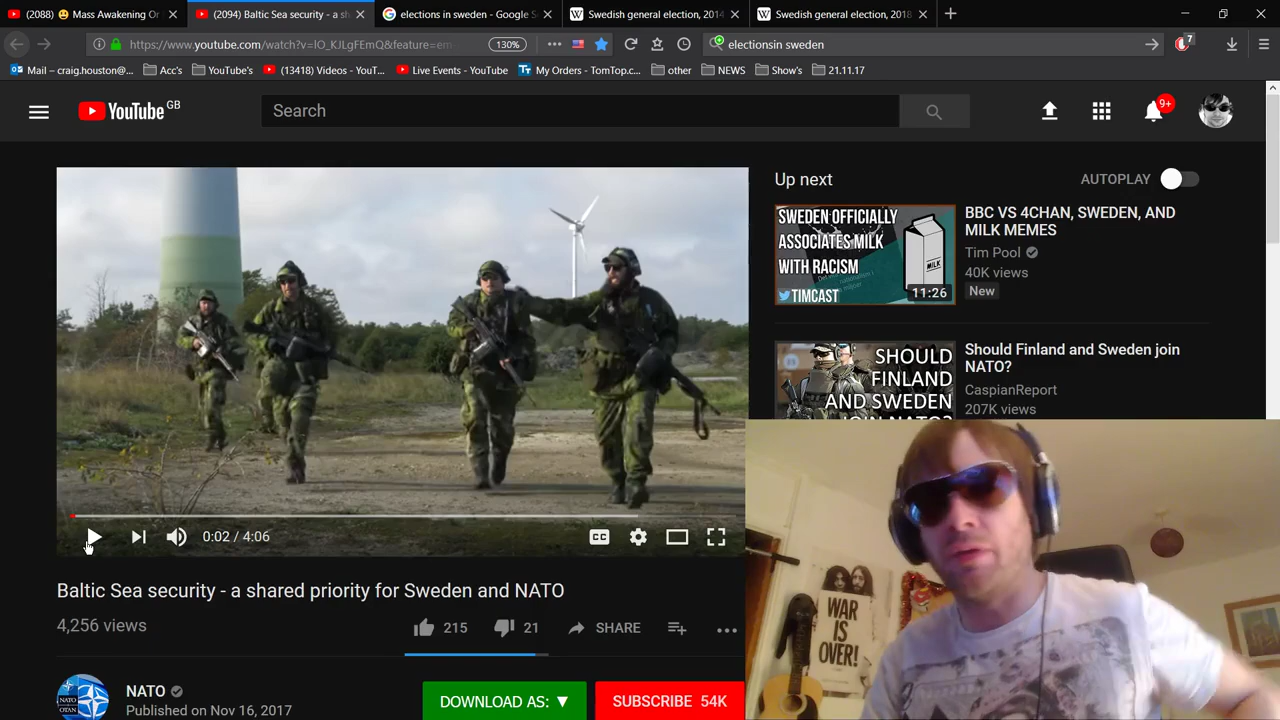 (2088) 😃 Mass Awakening Or
(2094) Baltic Sea security - a sh
elections in sweden - Google S
Swedish general election, 2014
Swedish general election, 2018
https://www.youtube.com/watch?v=IO_KJLgFEmQ&feature=em
130%
electionsin sweden
7
Mail – craig.houston@...
Acc's
YouTube's
(13418) Videos - YouT...
Live Events - YouTube
My Orders - TomTop.c...
other
NEWS
Show's
21.11.17
YouTube GB
Search
9+
Up next
AUTOPLAY
SWEDEN OFFICIALLY
ASSOCIATES MILK
WITH RACISM
TIMCAST
MILK
11:26
BBC VS 4CHAN, SWEDEN, AND
MILK MEMES
Tim Pool
40K views
New
SHOULD
FINLAND
AND SWEDEN
JOIN NATO?
Should Finland and Sweden join
NATO?
CaspianReport
207K views
0:02 / 4:06
CC
Baltic Sea security - a shared priority for Sweden and NATO
4,256 views
215
21
SHARE
WAR
IS
OVER!
NATO
OTAN
NATO
Published on Nov 16, 2017
DOWNLOAD AS: ▼
SUBSCRIBE 54K